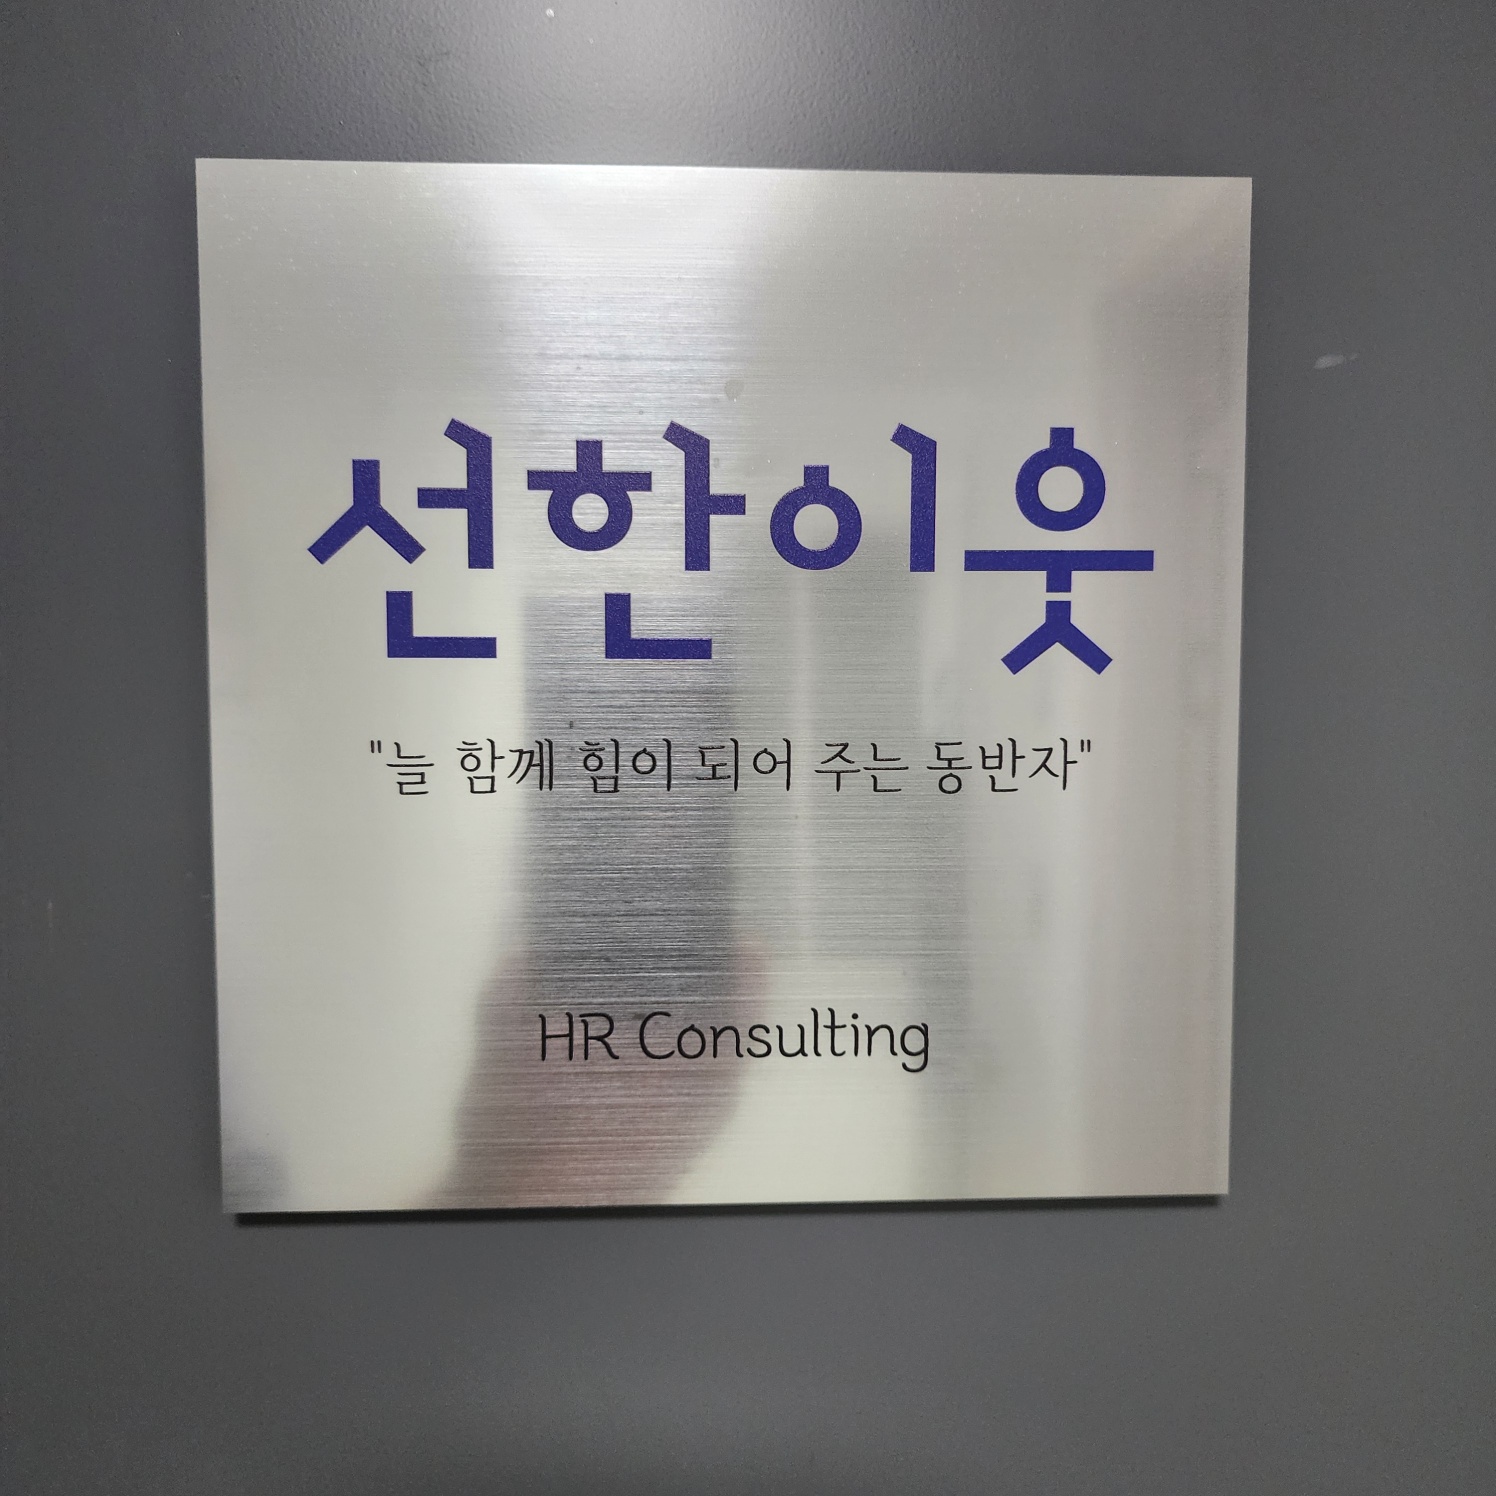 선한이웃
"늘 함께 힘이 되어 주는 동반자"
HR Consulting